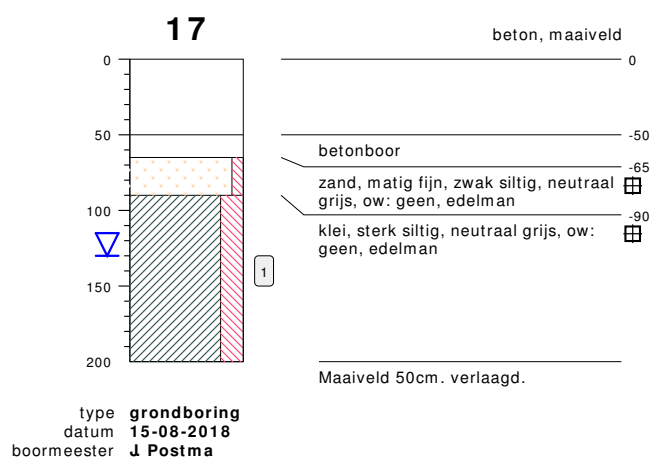 17
beton, maaiveld
0
0
50
-50
betonboor
-65
zand, matig fijn, zwak siltig, neutraal
grijs, ow: geen, edelman
100
-90
klei, sterk siltig, neutraal grijs, ow:
geen, edelman
1
150
200
Maaiveld 50cm. verlaagd.
type grondboring
datum 15-08-2018
boormeester J. Postma